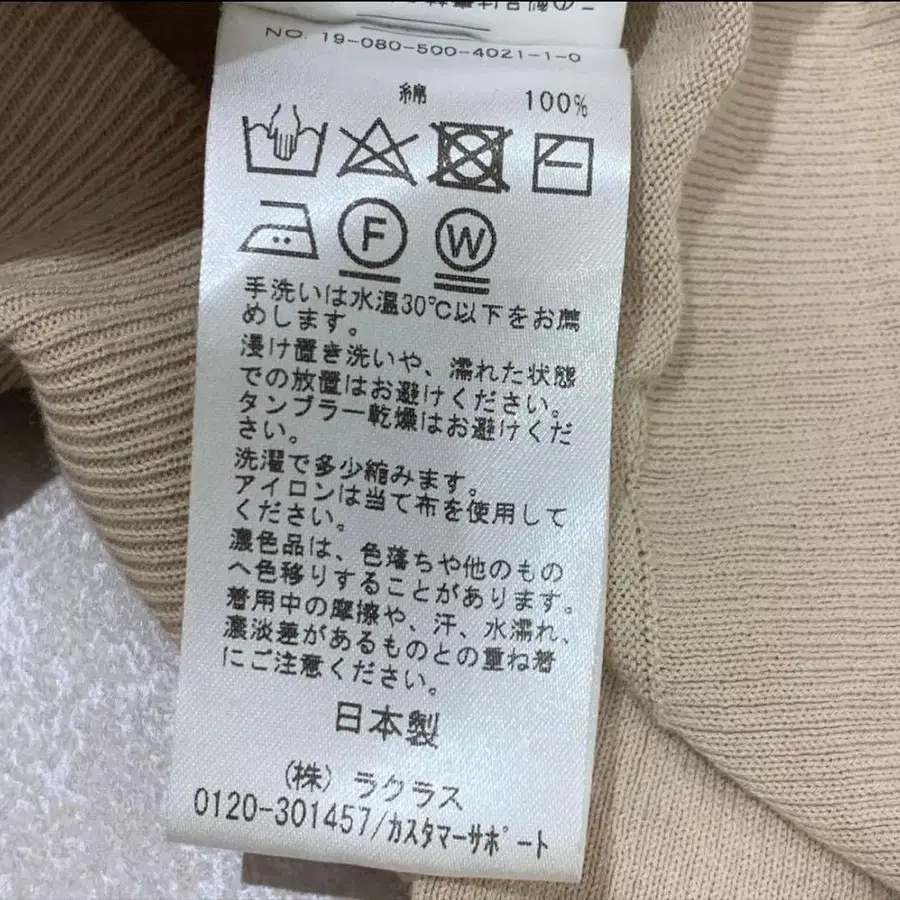 NO. 19-080-500-4021-1-0
綿 100%
F W
手洗いは水温30℃以下をお薦
めします。
浸け置き洗いや、濡れた状態
での放置はお避けください。
タンブラー乾燥はお避けくだ
さい。
洗濯で多少縮みます。
アイロンは当て布を使用して
ください。
濃色品は、色落ちや他のもの
へ色移りすることがあります。
着用中の摩擦や、汗、水濡れ、
濃淡差があるものとの重ね着
にご注意ください。
日本製
(株) ラクラス
0120-301457/カスタマーサポート